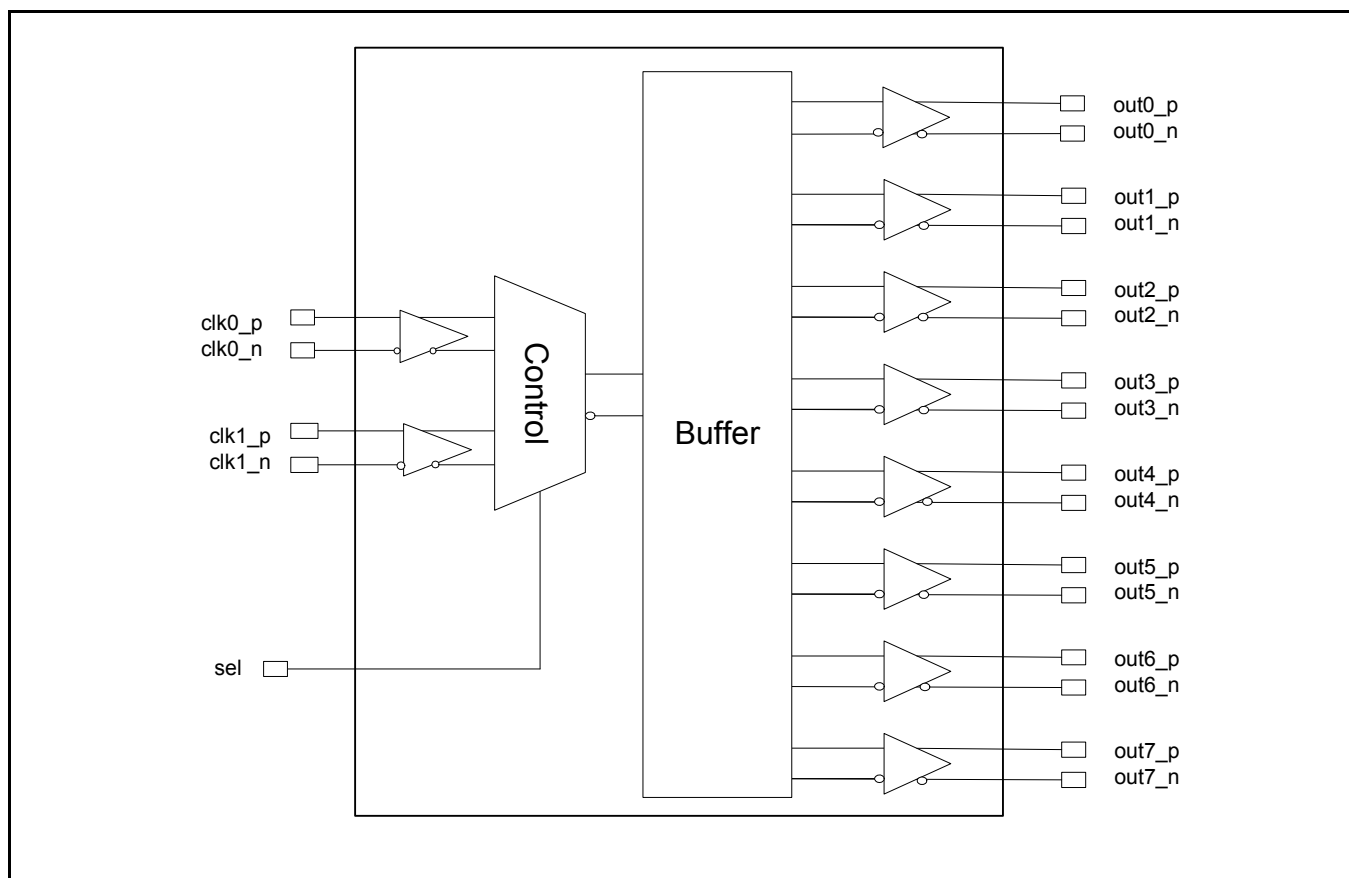 clk0_p
clk0_n
clk1_p
clk1_n
sel
Control
Buffer
out0_p
out0_n
out1_p
out1_n
out2_p
out2_n
out3_p
out3_n
out4_p
out4_n
out5_p
out5_n
out6_p
out6_n
out7_p
out7_n